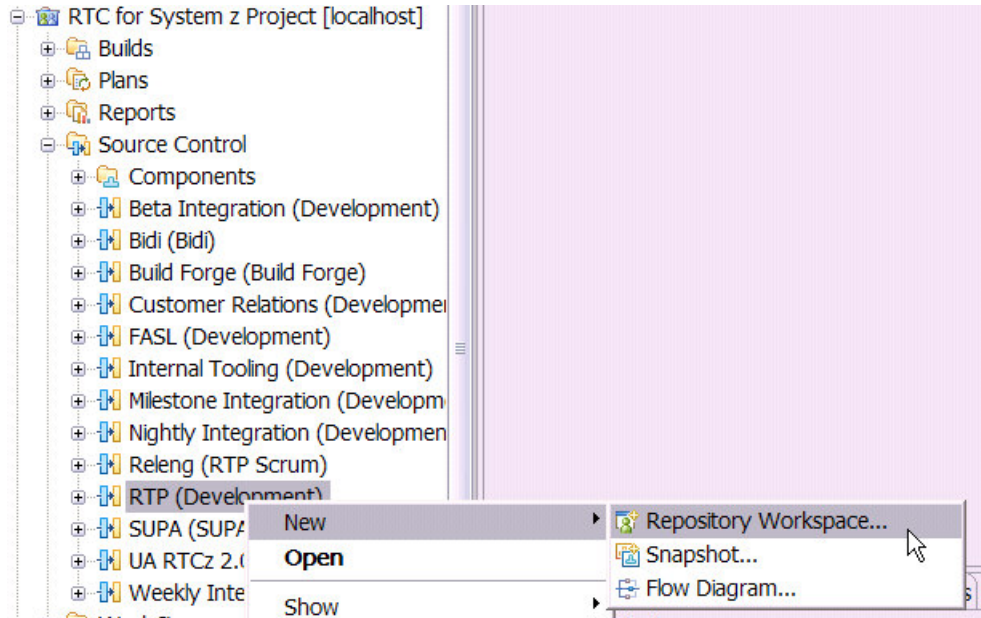 RTC for System z Project [localhost]
Builds
Plans
Reports
Source Control
Components
Beta Integration (Development)
Bidi (Bidi)
Build Forge (Build Forge)
Customer Relations (Developmen
FASL (Development)
Internal Tooling (Development)
Milestone Integration (Developm
Nightly Integration (Developmen
Releng (RTP Scrum)
RTP (Development)
New
Repository Workspace...
SUPA (SUPA
Open
Snapshot...
UA RTCz 2.0
Flow Diagram...
Weekly Inte
Show